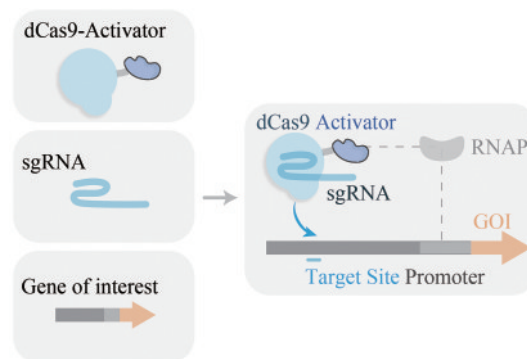 dCas9-Activator
sgRNA
Gene of interest
dCas9 Activator
RNAP
sgRNA
GOI
Target Site Promoter